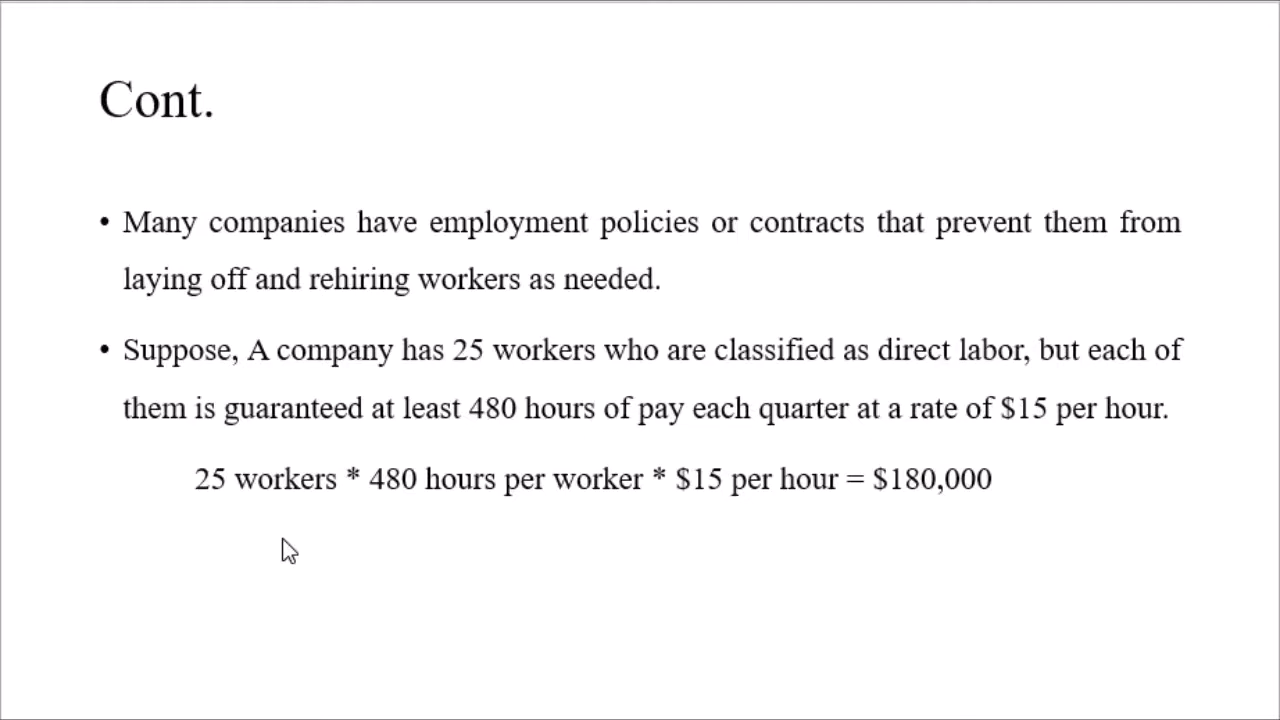 Cont.
• Many companies have employment policies or contracts that prevent them from
laying off and rehiring workers as needed.
• Suppose, A company has 25 workers who are classified as direct labor, but each of
them is guaranteed at least 480 hours of pay each quarter at a rate of $15 per hour.
25 workers * 480 hours per worker * $15 per hour = $180,000